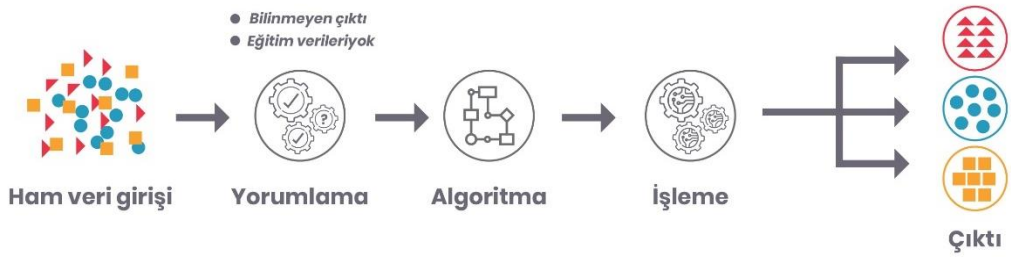 Bilinmeyen çıktı
Eğitim verileriyok
?
Ham veri girişi
Yorumlama
Algoritma
İşleme
Çıktı